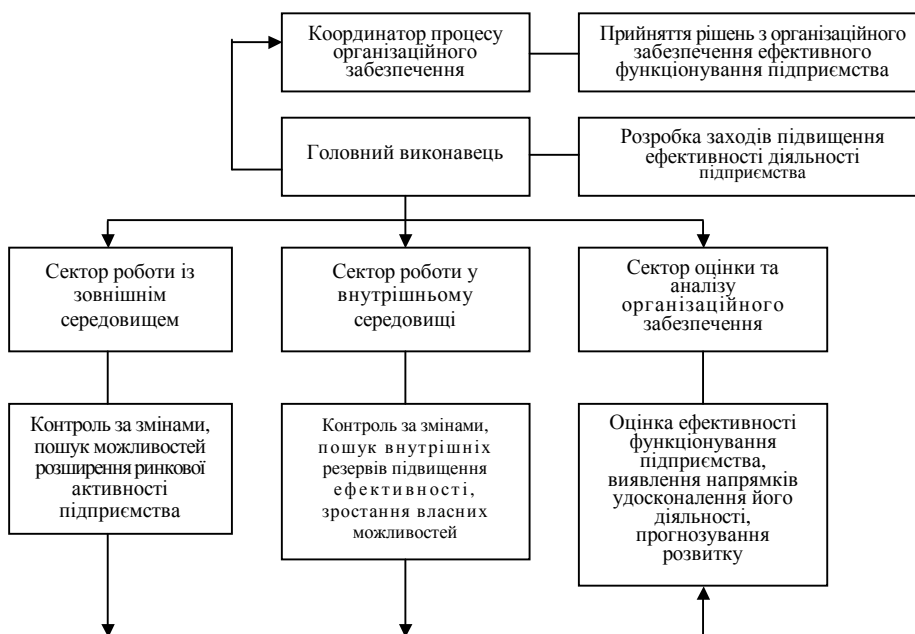 Координатор процесу
організаційного
забезпечення
Прийняття рішень з організаційного
забезпечення ефективного
функціонування підприємства
Головний виконавець
Розробка заходів підвищення
ефективності діяльності
підприємства
Сектор роботи із
зовнішнім
середовищем
Сектор роботи у
внутрішньому
середовищі
Сектор оцінки та
аналізу
організаційного
забезпечення
Контроль за змінами,
пошук можливостей
розширення ринкової
активності
підприємства
Контроль за змінами,
пошук внутрішніх
резервів підвищення
ефективності,
зростання власних
можливостей
Оцінка ефективності
функціонування
підприємства,
виявлення напрямків
удосконалення його
діяльності,
прогнозування
розвитку